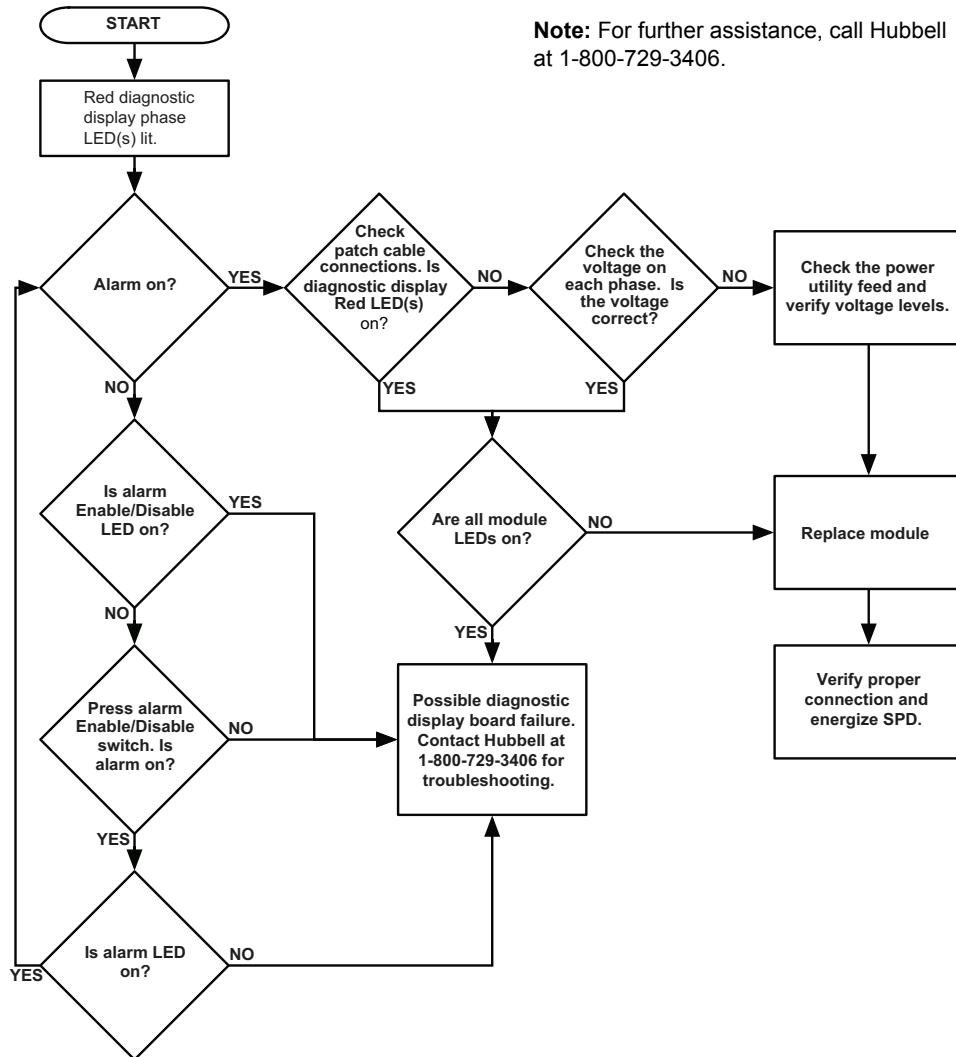 START
Note: For further assistance, call Hubbell
at 1-800-729-3406.
Red diagnostic
display phase
LED(s) lit.
Alarm on?
YES
Check
patch cable
connections. Is
diagnostic display
Red LED(s)
on?
NO
Check the
voltage on
each phase. Is
the voltage
correct?
NO
Check the power
utility feed and
verify voltage levels.
NO
YES
YES
Is alarm
Enable/Disable
LED on?
YES
Are all module
LEDs on?
NO
Replace module
NO
YES
Press alarm
Enable/Disable
switch. Is
alarm on?
NO
Possible diagnostic
display board failure.
Contact Hubbell at
1-800-729-3406 for
troubleshooting.
Verify proper
connection and
energize SPD.
YES
Is alarm LED
on?
NO
YES